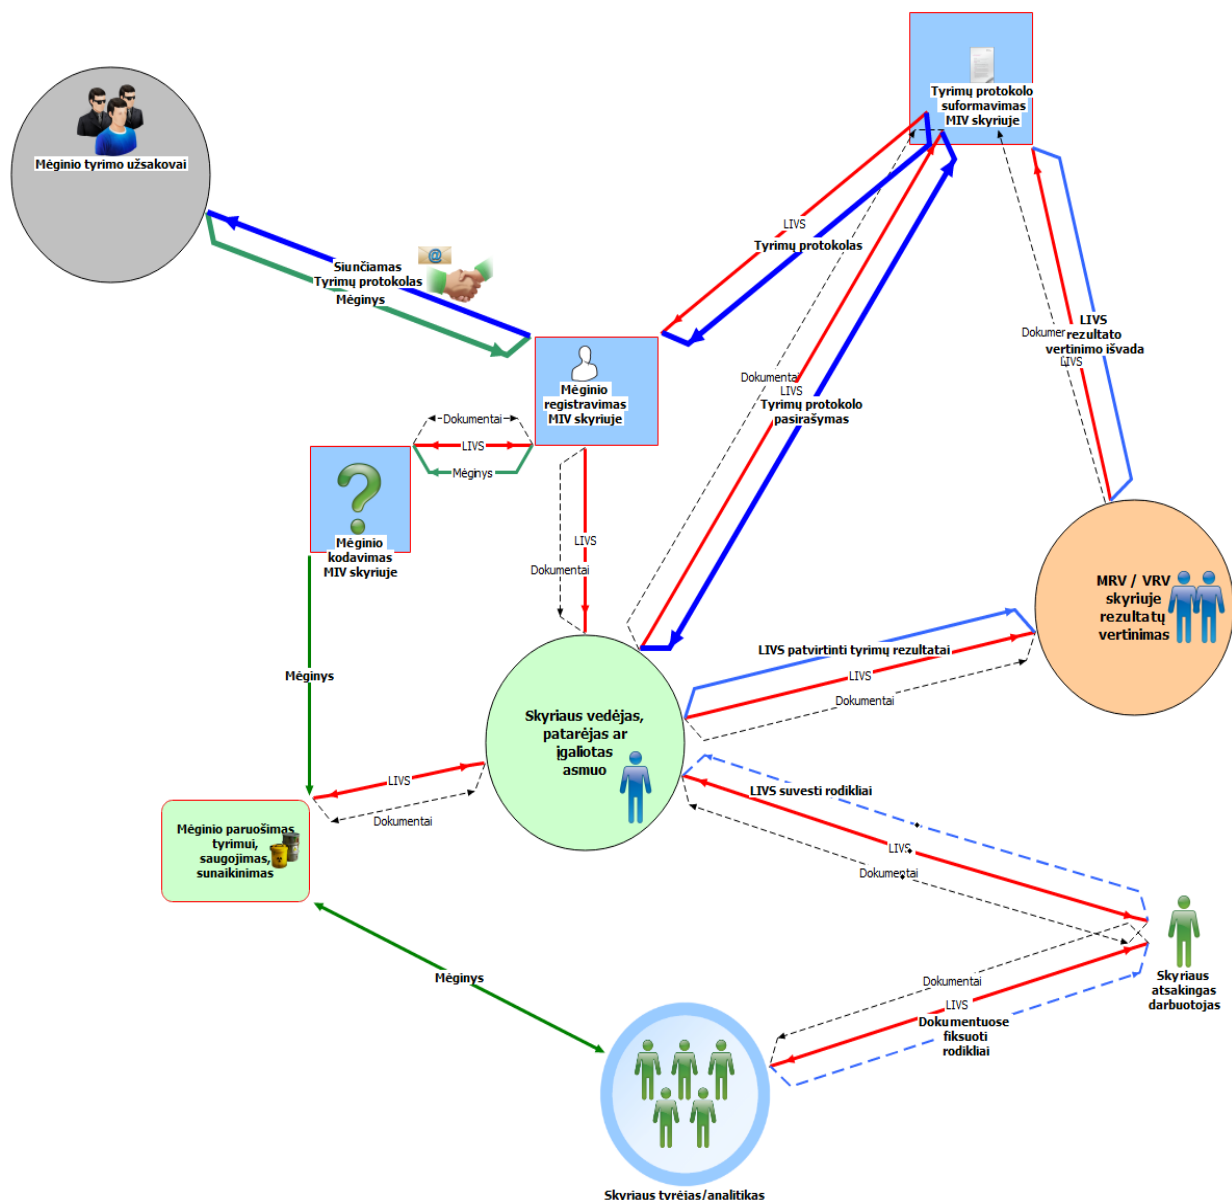 Tyrimų protokolo
suformavimas
MIV skyriuje
Mėginio tyrimo užsakovai
LIVS
Tyrimų protokolas
Siunčiamas
Tyrimų protokolas
Mėginys
@
LIVS
rezultato
vertinimo išvada
Dokumen
LIVS
Mėginio
registravimas
MIV skyriuje
Dokumentai
LIVS
Tyrimų protokolo
pasirašymas
Dokumentai
LIVS
Mėginys
Mėginio
kodavimas
MIV skyriuje
LIVS
Dokumentai
MRV / VRV
skyriuje
rezultatų
vertinimas
LIVS patvirtinti tyrimų rezultatai
LIVS
Dokumentai
Mėginys
Skyriaus vedėjas,
patarėjas ar
įgaliotas
asmuo
LIVS
Dokumentai
LIVS suvesti rodikliai
LIVS
Dokumentai
Mėginio paruošimas
tyrimui,
saugojimas,
sunaikinimas
Mėginys
Skyriaus
atsakingas
darbuotojas
Dokumentai
LIVS
Dokumentuose
fiksuoti
rodikliai
Skyriaus tyrėjas/analitikas